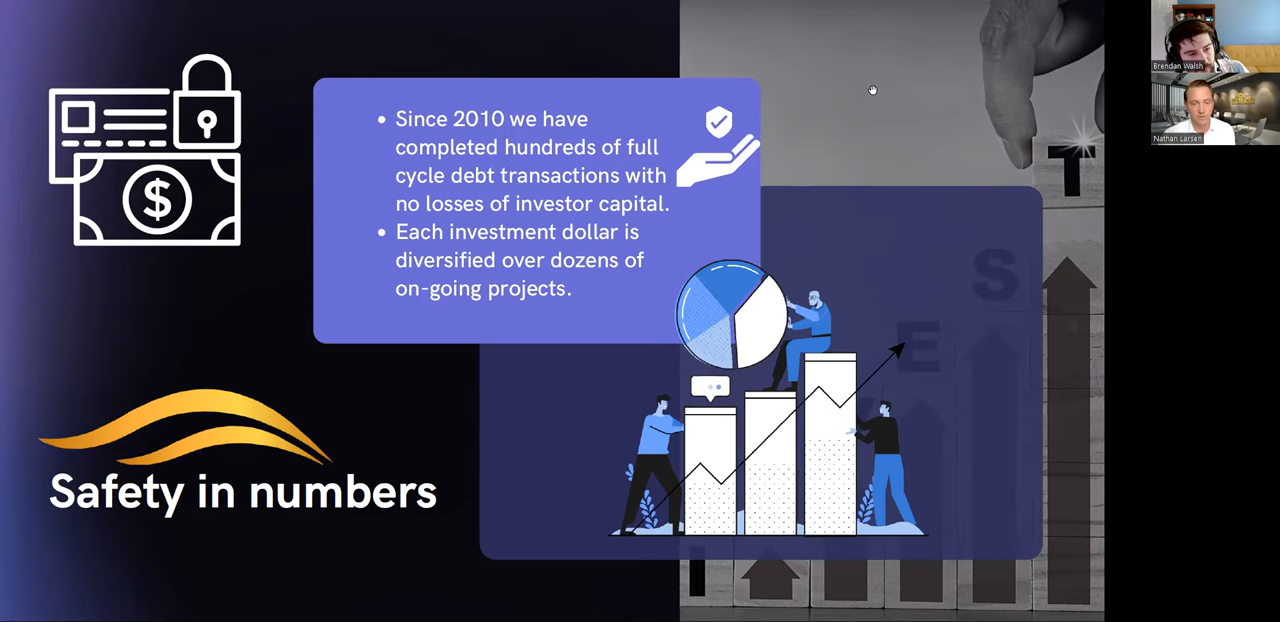 • Since 2010 we have
completed hundreds of full
cycle debt transactions with
no losses of investor capital.
• Each investment dollar is
diversified over dozens of
on-going projects.
Safety in numbers
$
T
S
E
I
Brendan Walsh
Nathan Larsen